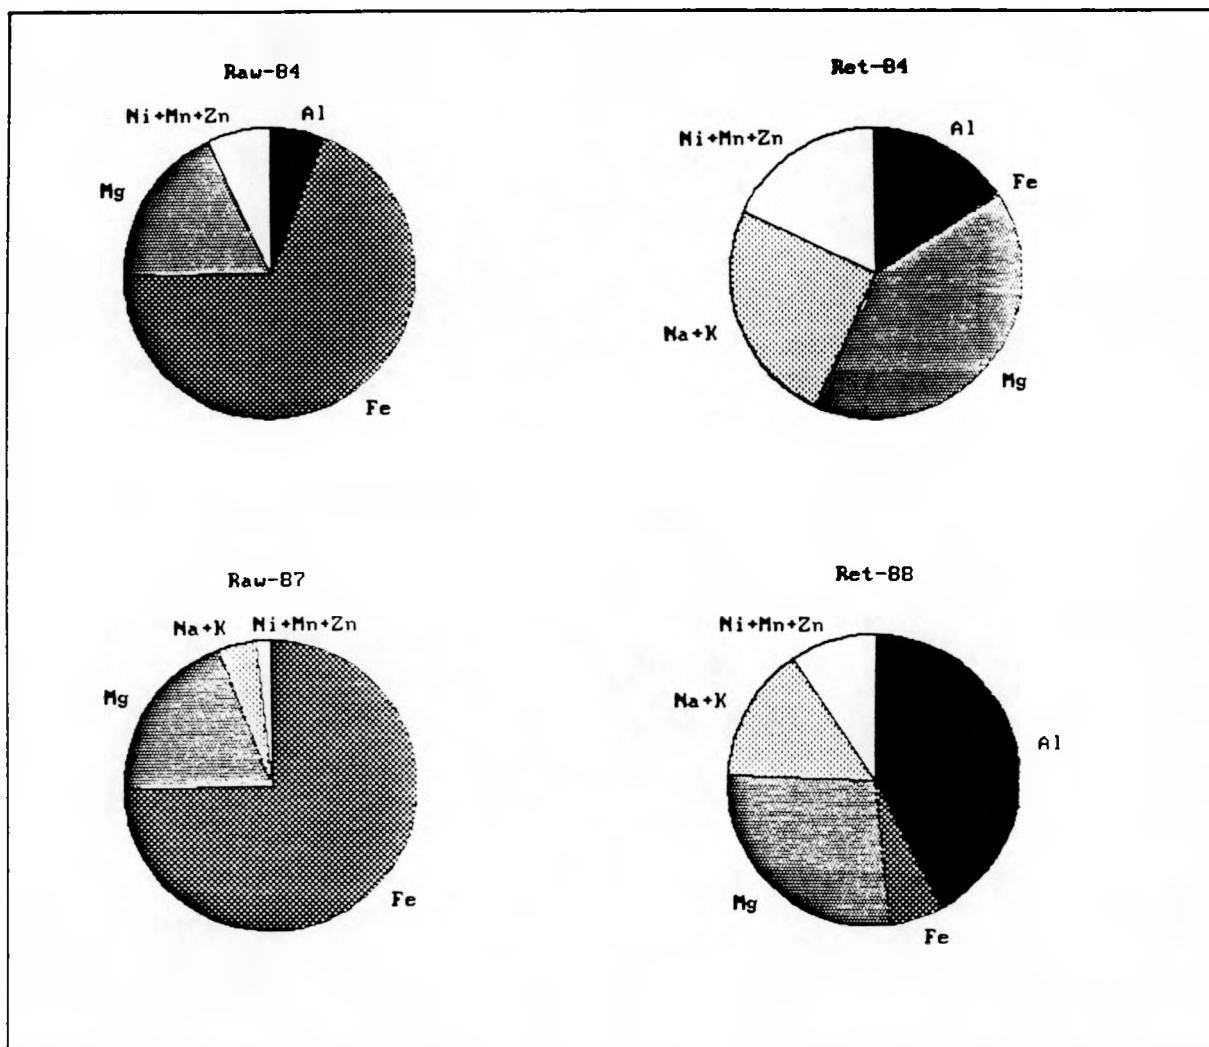 Raw-84
Ni+Mn+Zn
Al
Mg
Fe
Ret-84
Ni+Mn+Zn
Al
Fe
Na+K
Mg
Raw-87
Na+K
Ni+Mn+Zn
Mg
Fe
Ret-88
Ni+Mn+Zn
Na+K
Al
Mg
Fe